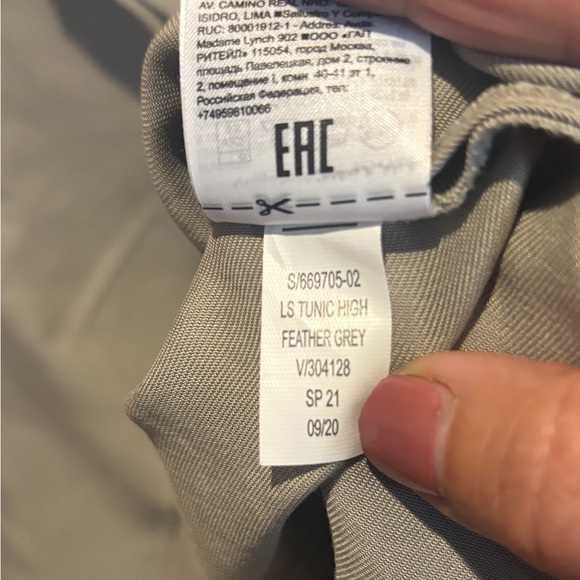 AV. CAMINO REAL NRO.
ISIDRO, LIMA ■Sallustro Y
RUC: 80001912-1 - Address: Avda.
Madame Lynch 902 ■ООО «ГАП
РИТЕЙЛ» 115054, город Москва,
площадь Павелецкая, дом 2, строение
2, помещение I, комн. 40-41 эт 1,
Российская Федерация, тел:
+74959810066
EAC
S/669705-02
LS TUNIC HIGH
FEATHER GREY
V/304128
SP 21
09/20